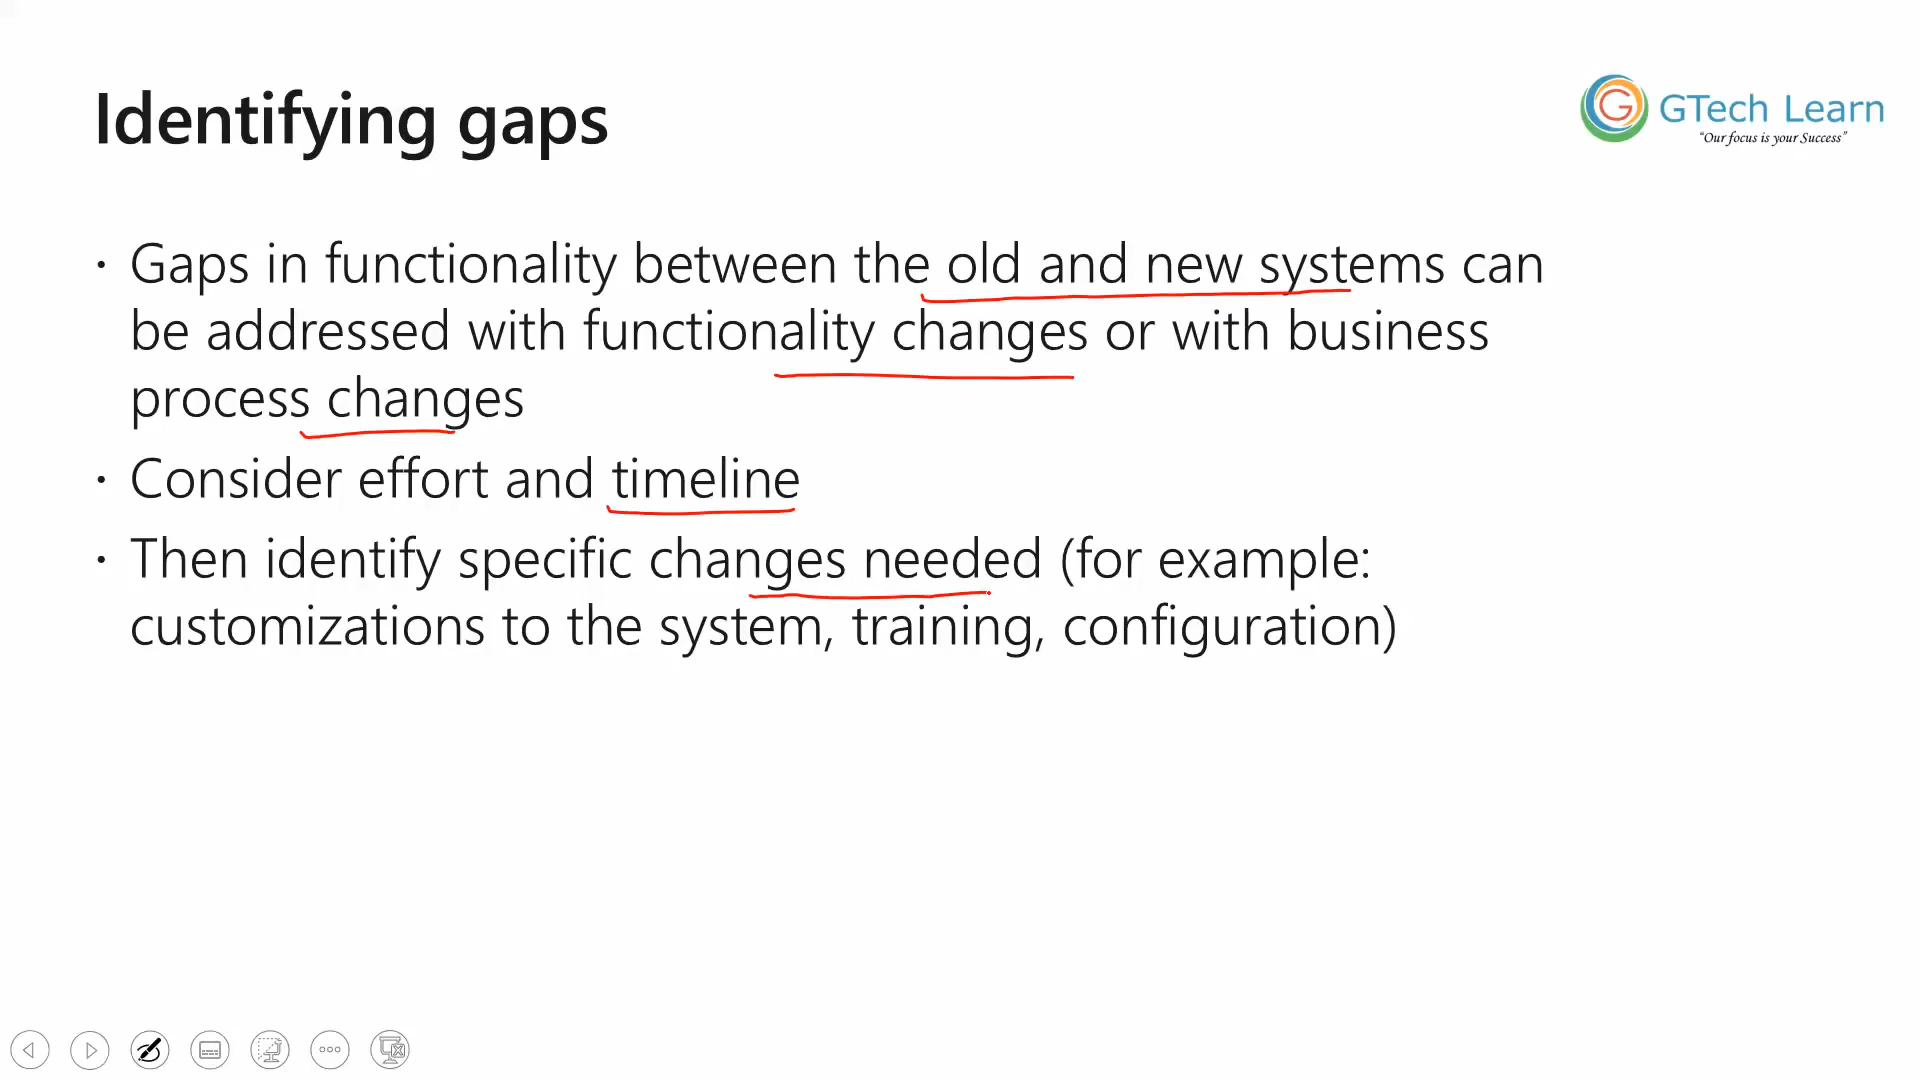 Identifying gaps
GTech Learn
“Our focus is your Success”
• Gaps in functionality between the old and new systems can
be addressed with functionality changes or with business
process changes
• Consider effort and timeline
• Then identify specific changes needed (for example:
customizations to the system, training, configuration)